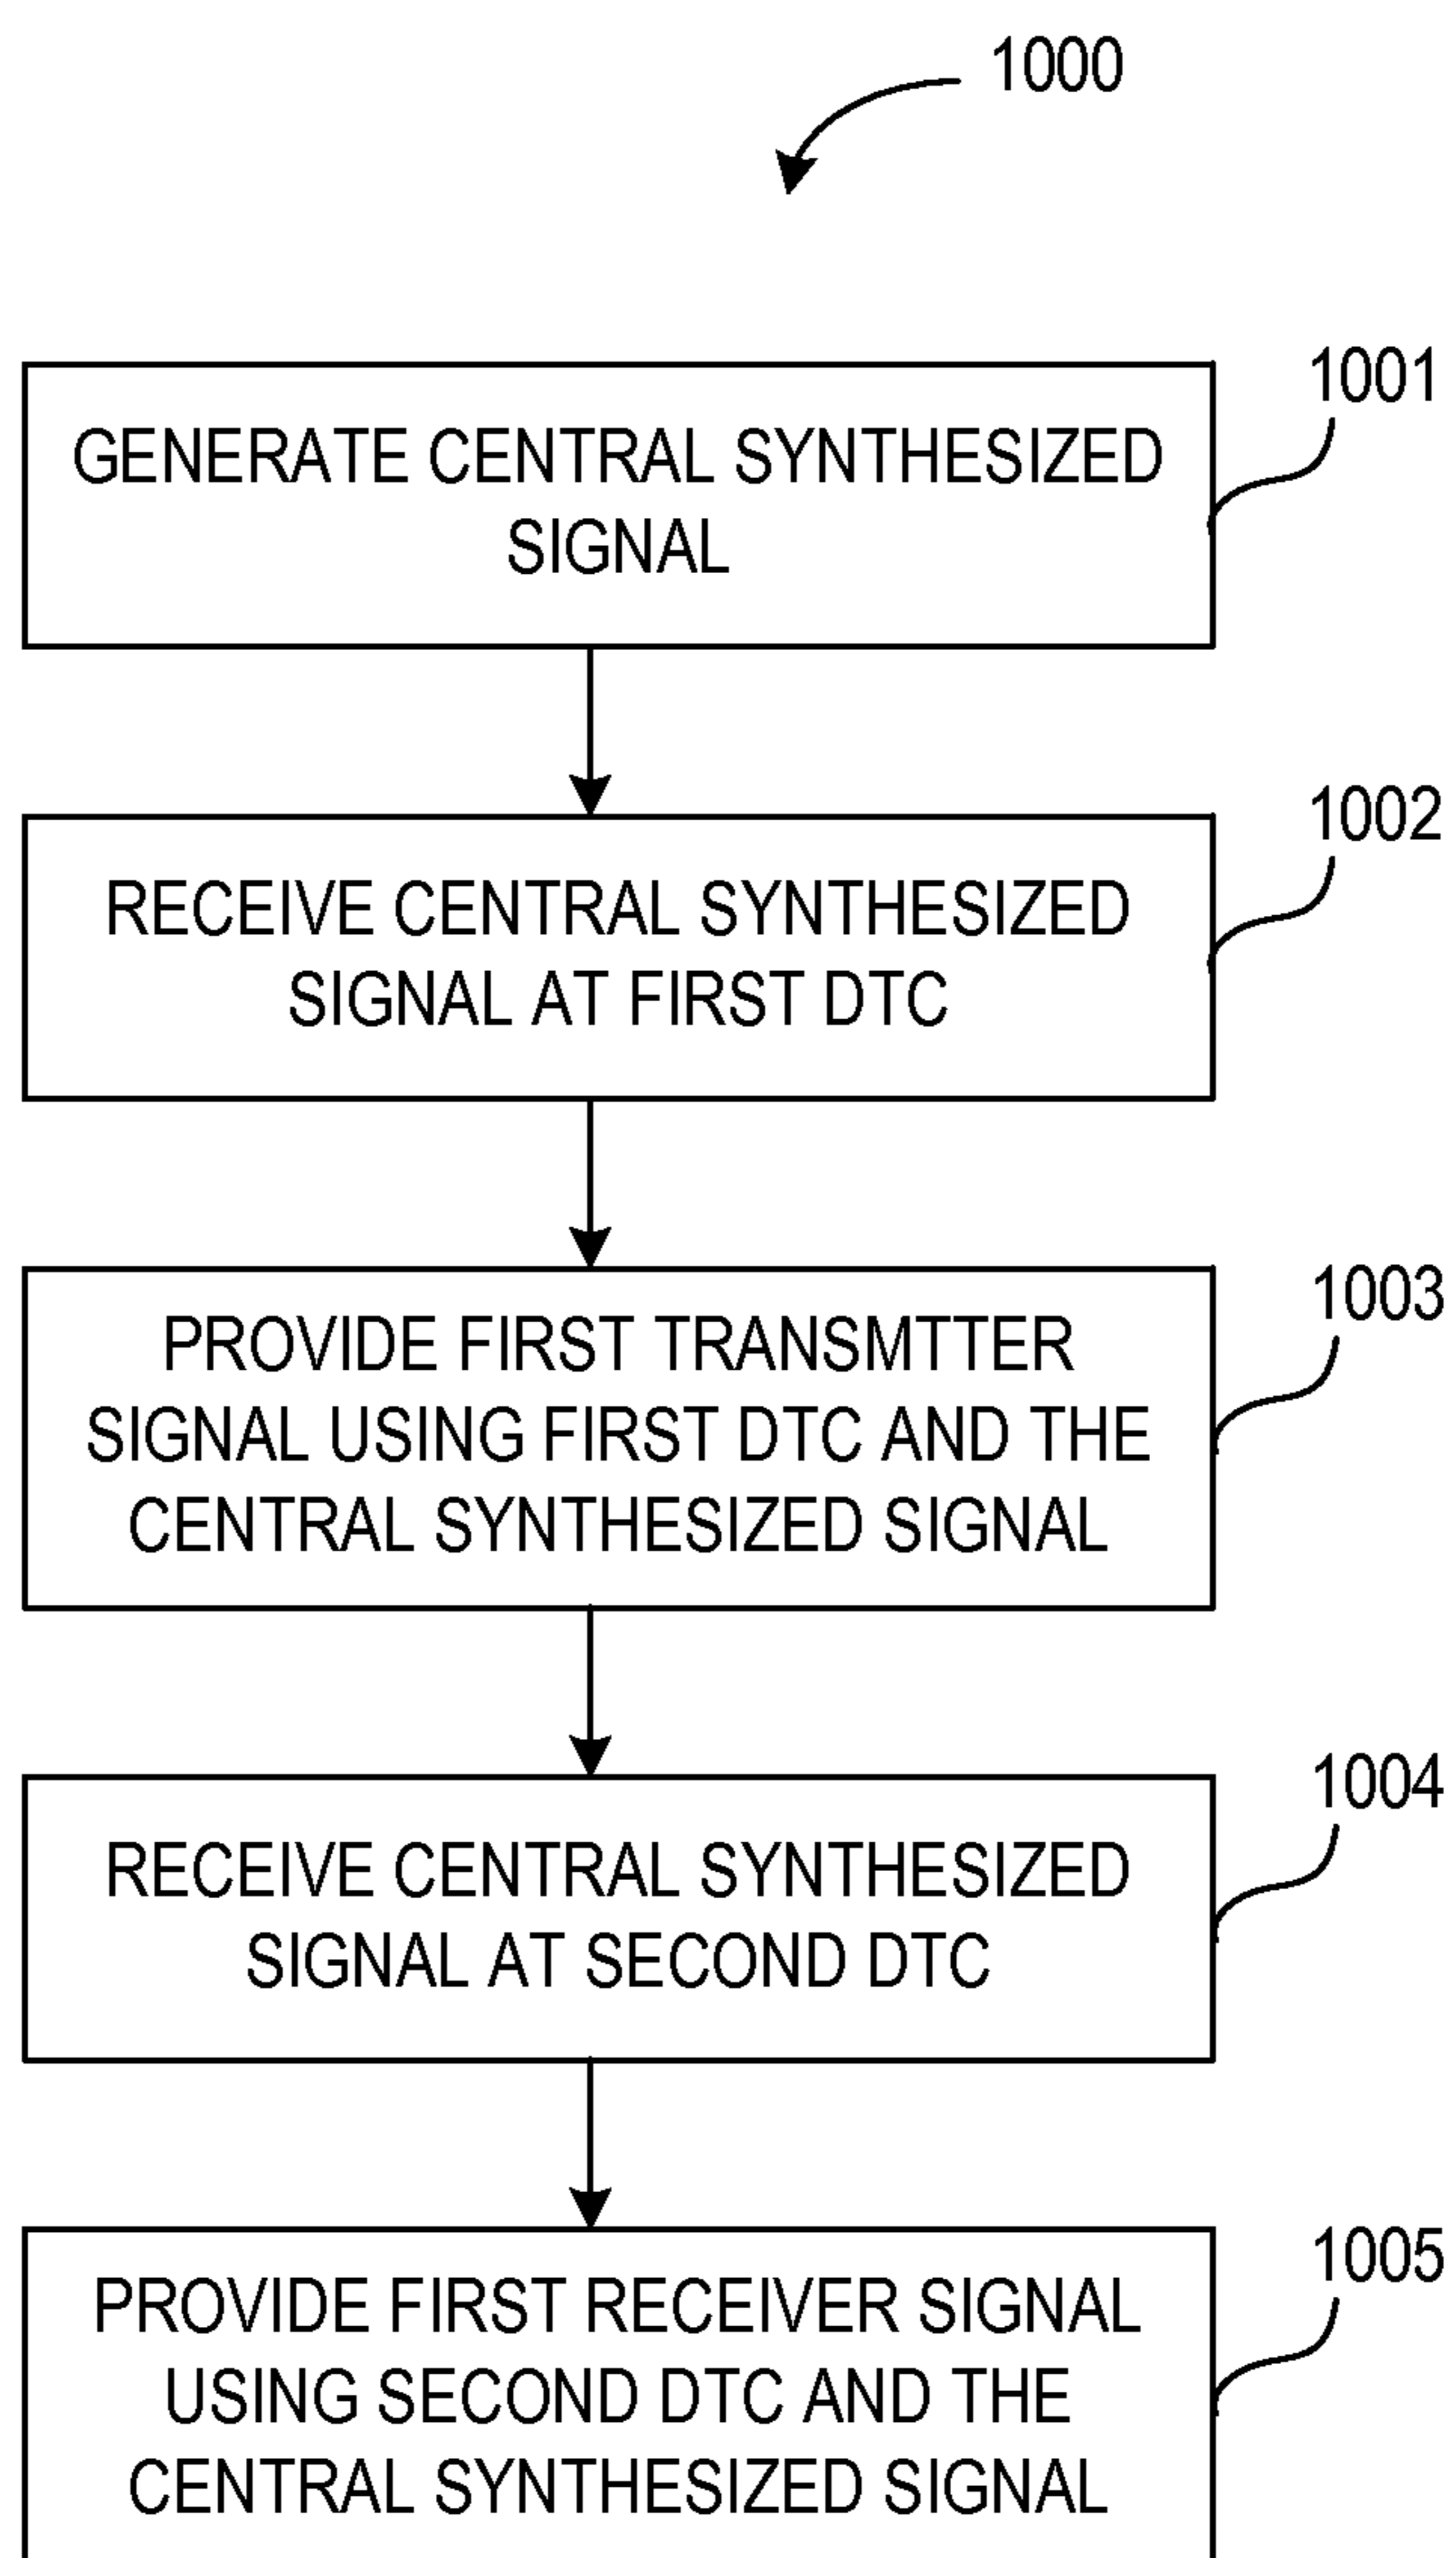 1000
1001
GENERATE CENTRAL SYNTHESIZED
SIGNAL
1002
RECEIVE CENTRAL SYNTHESIZED
SIGNAL AT FIRST DTC
1003
PROVIDE FIRST TRANSMTTER
SIGNAL USING FIRST DTC AND THE
CENTRAL SYNTHESIZED SIGNAL
1004
RECEIVE CENTRAL SYNTHESIZED
SIGNAL AT SECOND DTC
1005
PROVIDE FIRST RECEIVER SIGNAL
USING SECOND DTC AND THE
CENTRAL SYNTHESIZED SIGNAL